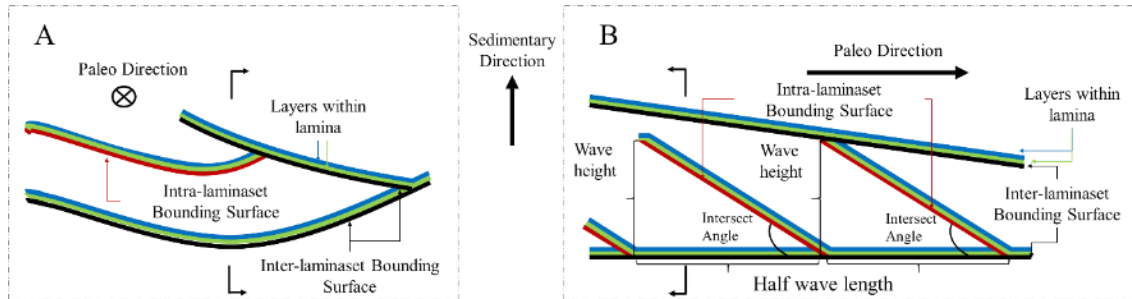 A
Paleo Direction
Layers within
lamina
Intra-laminaset
Bounding Surface
Inter-laminaset Bounding
Surface
Sedimentary
Direction
B
Paleo Direction
Intra-laminaset
Bounding Surface
Layers within
lamina
Wave
height
Wave
height
Inter-laminaset
Bounding Surface
Intersect
Angle
Intersect
Angle
Half wave length